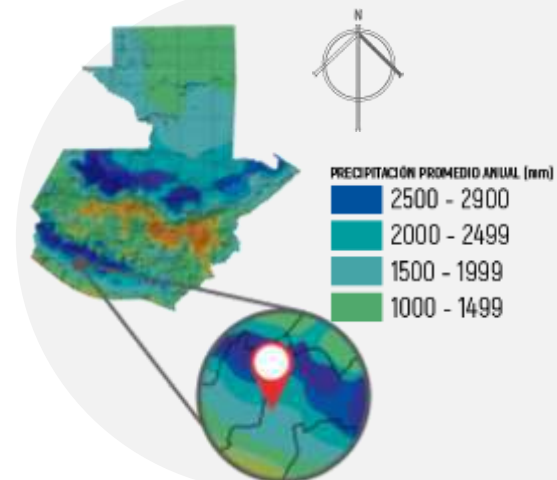 N
PRECIPITACIÓN PROMEDIO ANUAL (mm)
2500 - 2900
2000 - 2499
1500 - 1999
1000 - 1499